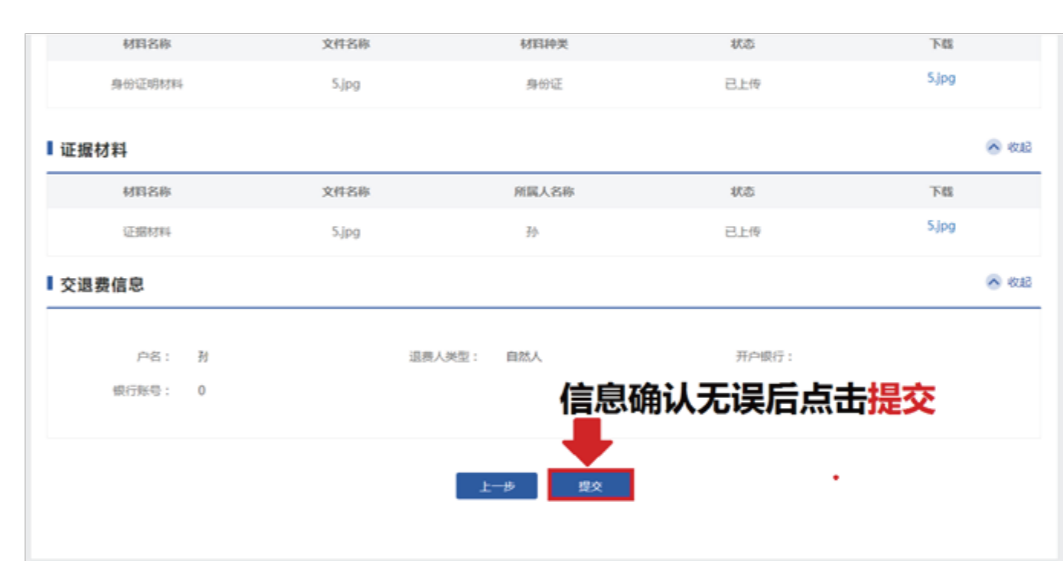 材料名称 文件名称 材料种类 状态 下载
身份证明材料 5.jpg 身份证 已上传 5.jpg
证据材料 收起
材料名称 文件名称 所属人名称 状态 下载
证据材料 5.jpg 孙 已上传 5.jpg
交退费信息 收起
户名： 孙 退费人类型： 自然人 开户银行：
银行账号： 0
信息确认无误后点击提交
上一步 提交